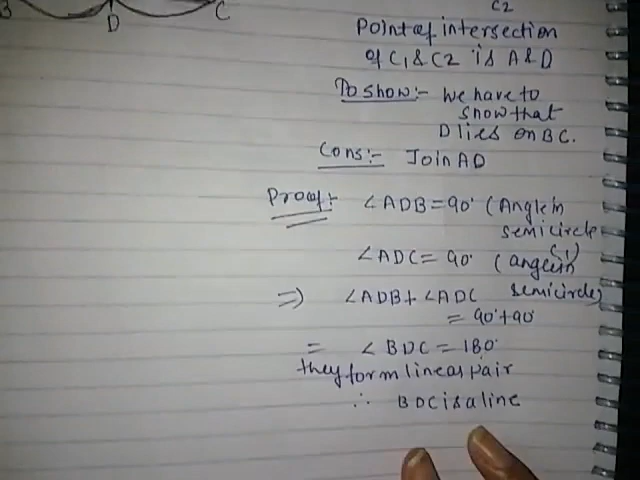 B
D
C
C2
Point of intersection
of C1 & C2 is A & D
To show:- We have to
show that
D lies on BC.
Cons:- Join AD
Proof:- ∠ADB = 90° (Angle in
semicircle
(1)
∠ADC = 90° (angle in
semicircle)
⇒ ∠ADB + ∠ADC
= 90° + 90°
= ∠BDC = 180°
they form linear pair
∴ BDC is a line